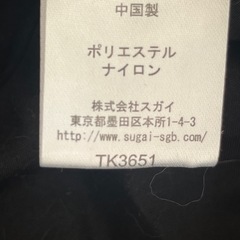 中国製
ポリエステル
ナイロン
株式会社スガイ
東京都墨田区本所1-4-3
http://www.sugai-sgb.com/
TK3651